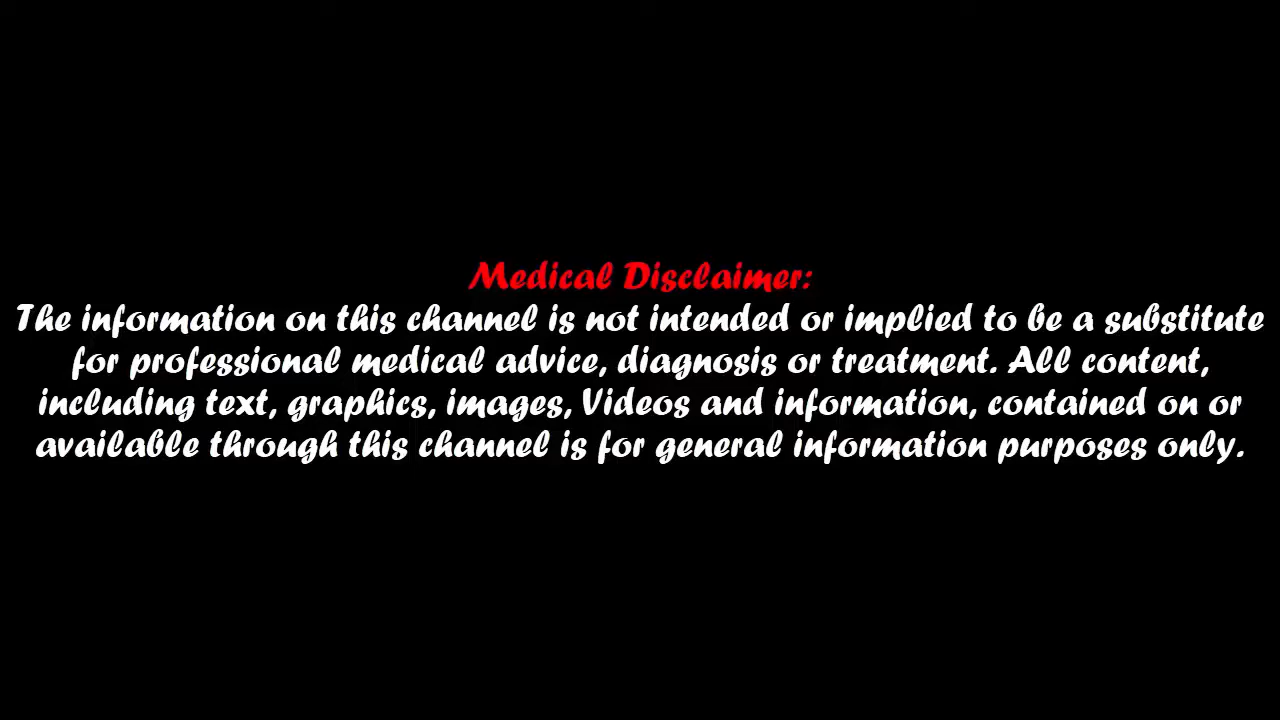 Medical Disclaimer:
The information on this channel is not intended or implied to be a substitute
for professional medical advice, diagnosis or treatment. All content,
including text, graphics, images, Videos and information, contained on or
available through this channel is for general information purposes only.